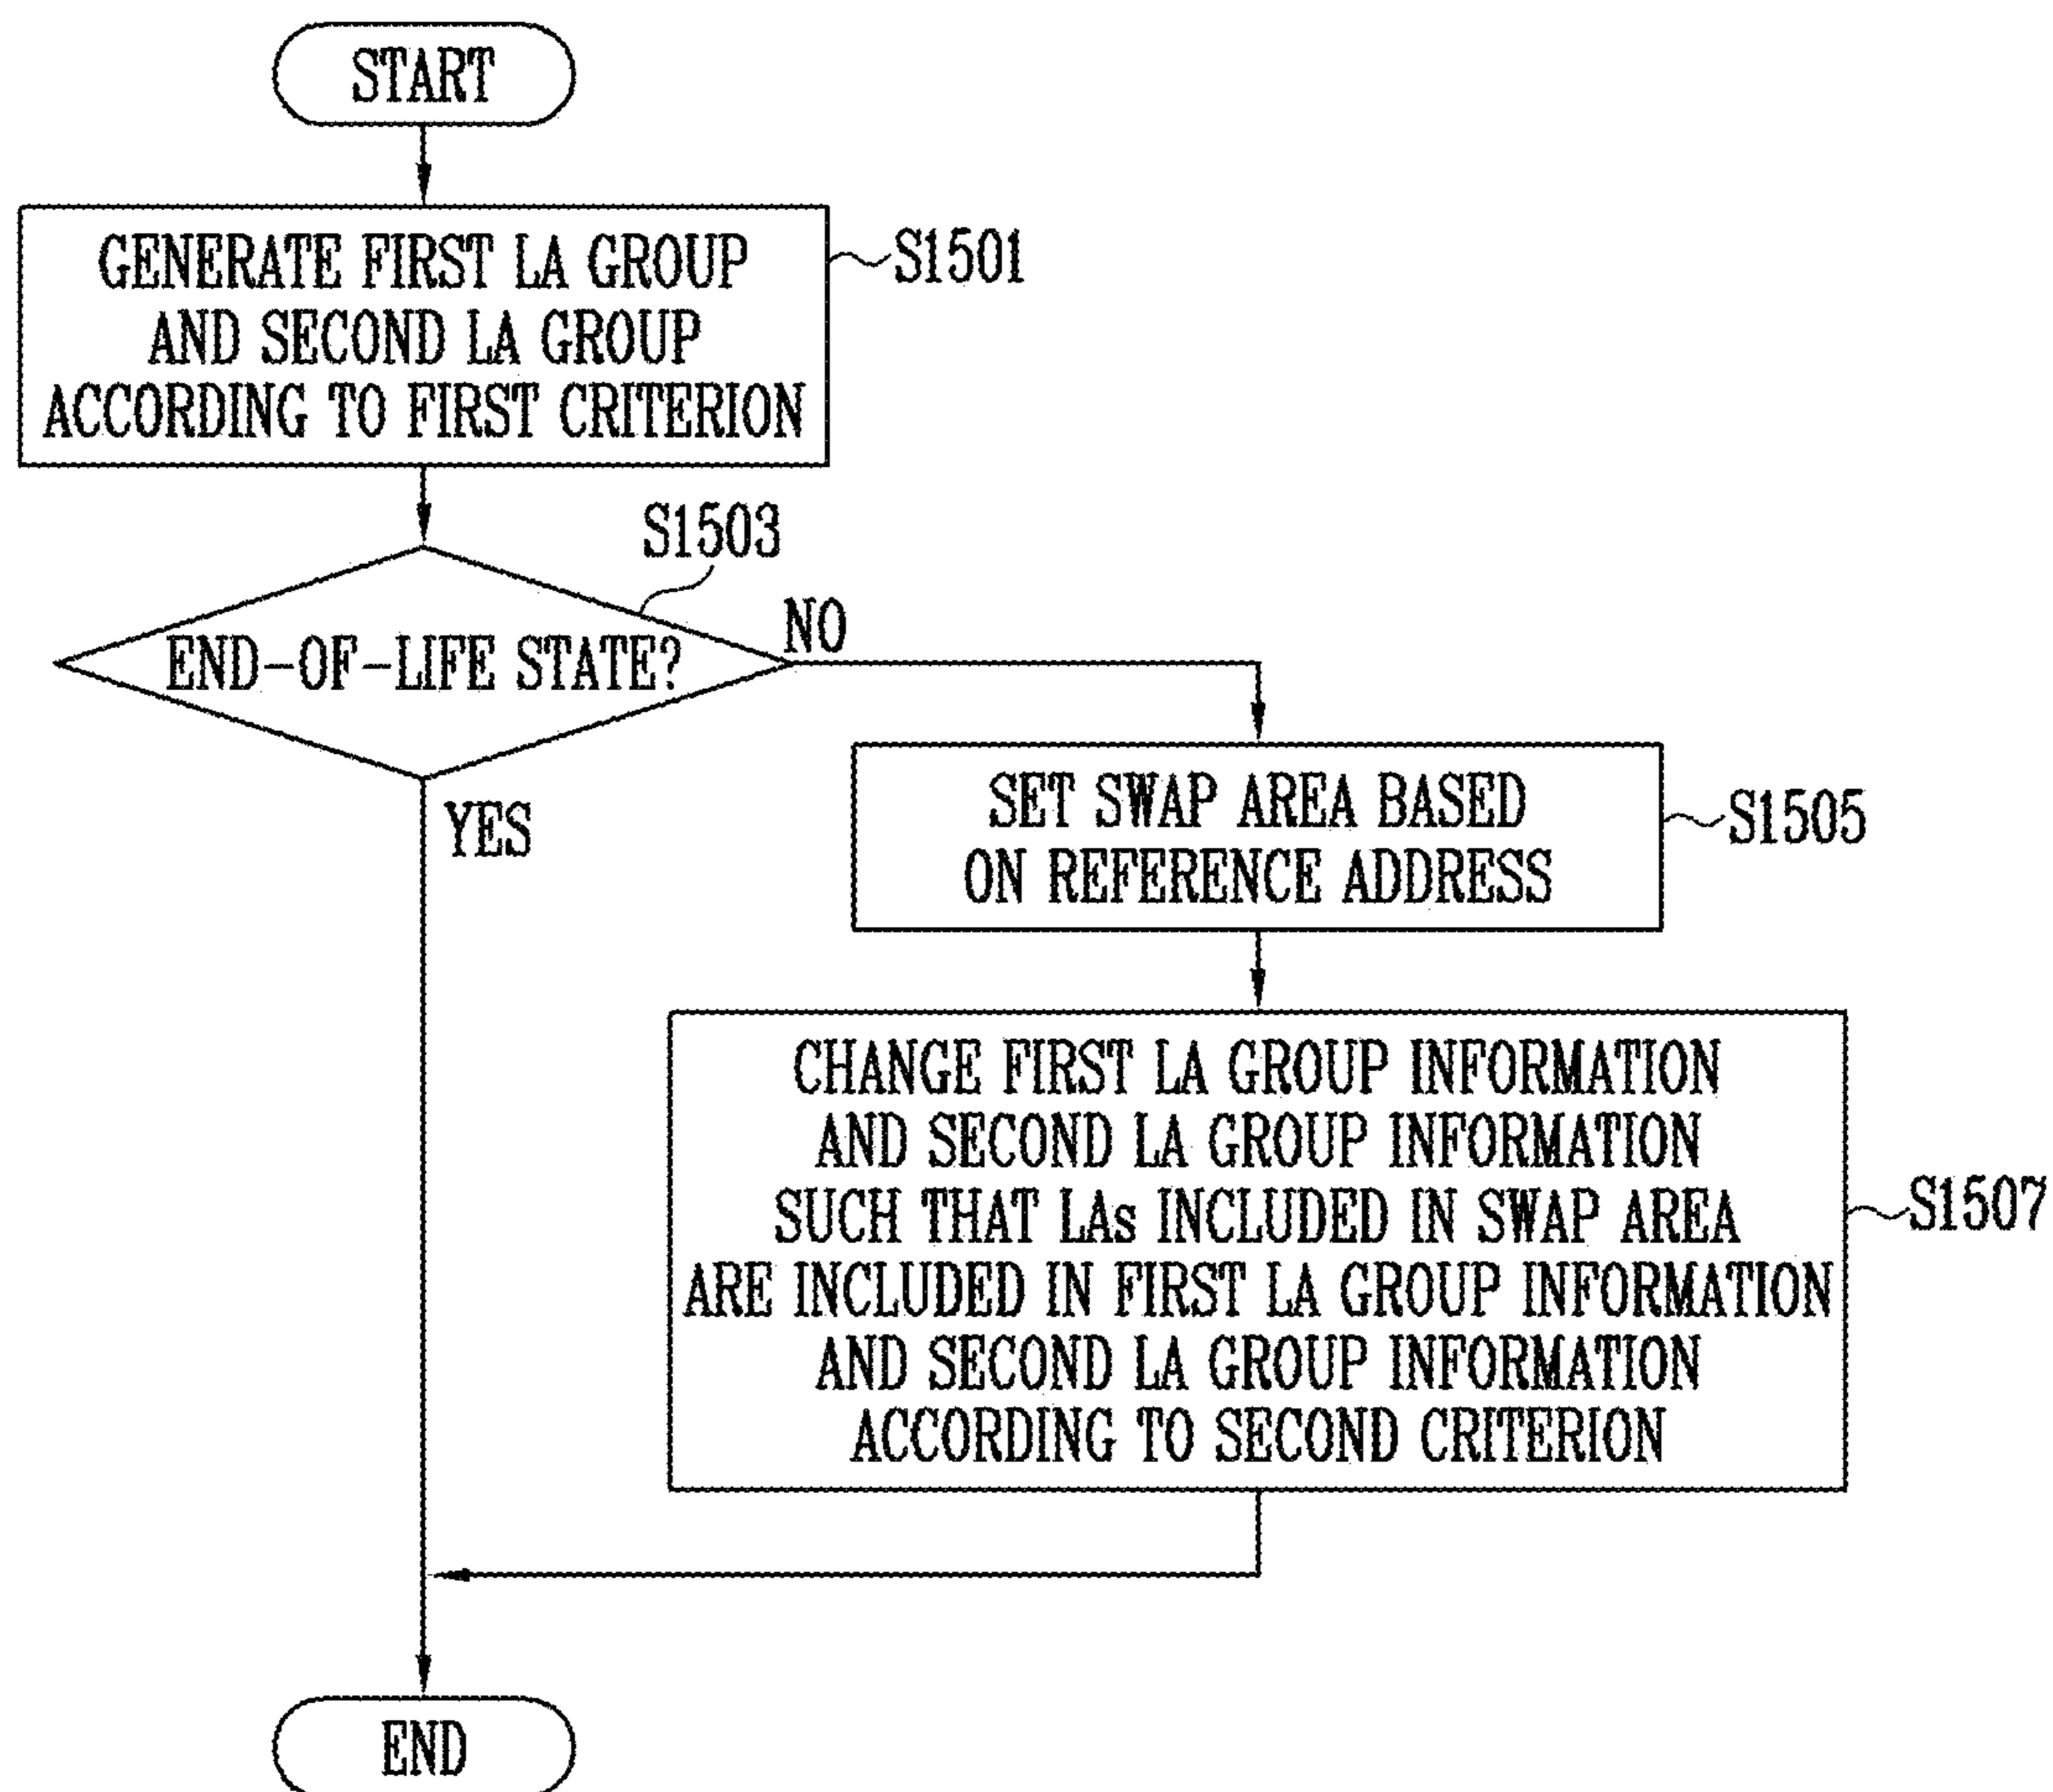 START
GENERATE FIRST LA GROUP
AND SECOND LA GROUP
ACCORDING TO FIRST CRITERION
S1501
S1503
END-OF-LIFE STATE?
NO
YES
SET SWAP AREA BASED
ON REFERENCE ADDRESS
S1505
CHANGE FIRST LA GROUP INFORMATION
AND SECOND LA GROUP INFORMATION
SUCH THAT LAs INCLUDED IN SWAP AREA
ARE INCLUDED IN FIRST LA GROUP INFORMATION
AND SECOND LA GROUP INFORMATION
ACCORDING TO SECOND CRITERION
S1507
END